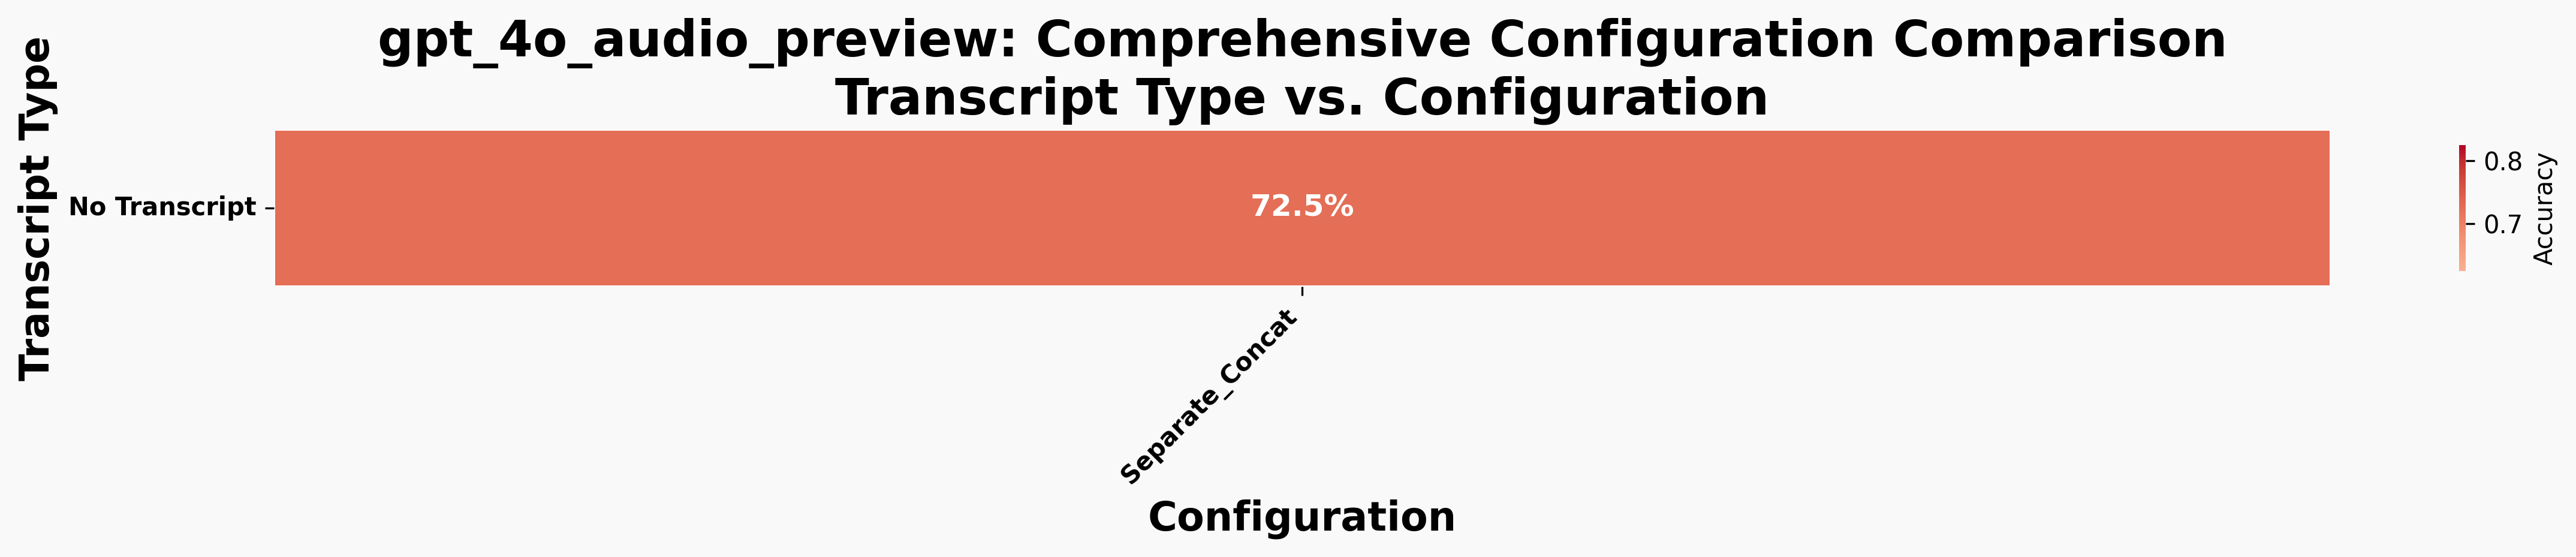 gpt_4o_audio_preview: Comprehensive Configuration Comparison
Transcript Type vs. Configuration
Transcript Type
No Transcript
72.5%
0.8
0.7
Accuracy
Separate_Concat
Configuration